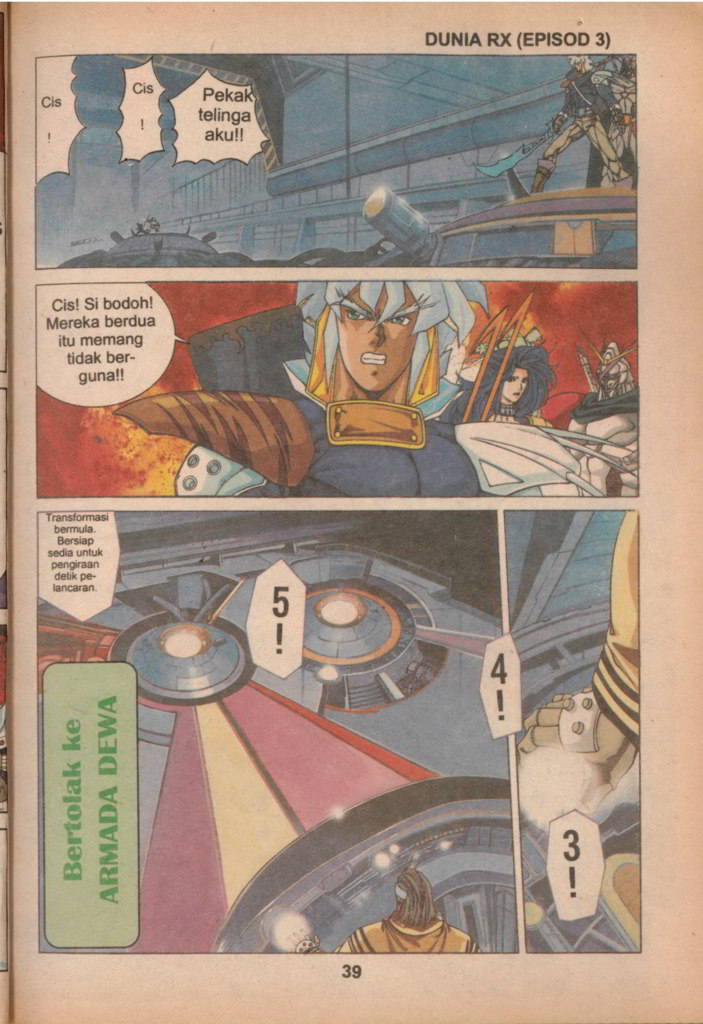 DUNIA RX (EPISOD 3)
Cis
!
Cis
!
Pekak
telinga
aku!!
Cis! Si bodoh!
Mereka berdua
itu memang
tidak ber-
guna!!
Transformasi
bermula.
Bersiap
sedia untuk
pengiraan
detik pe-
lancaran.
5
!
4
!
3
!
Bertolak ke
ARMADA DEWA
39